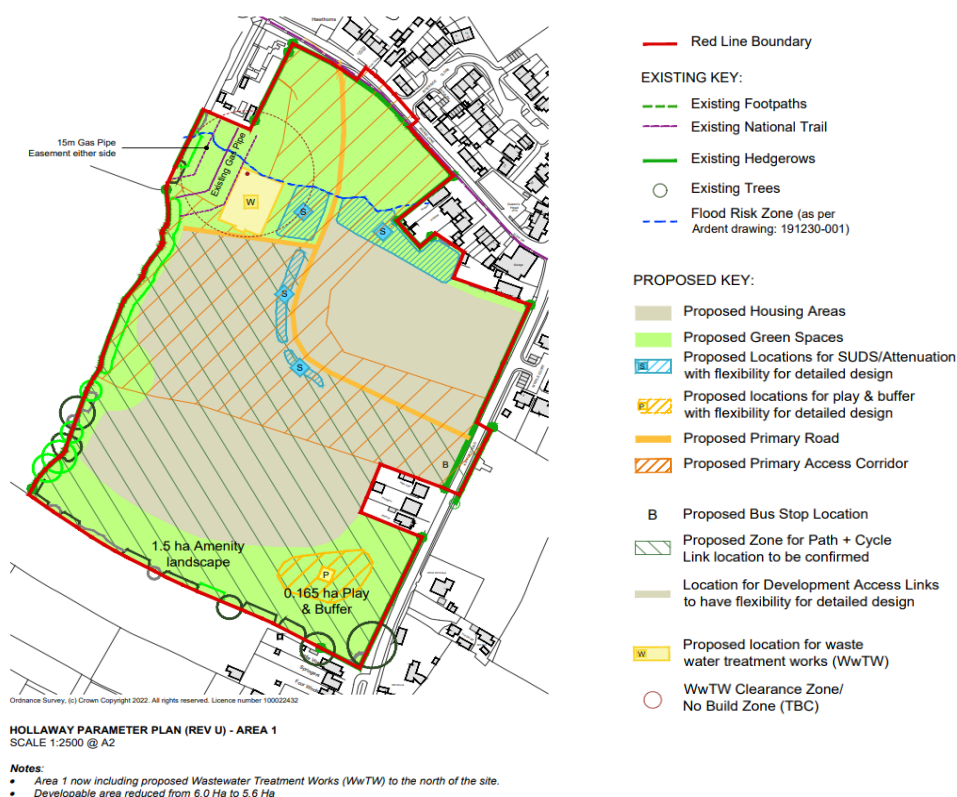 Hawthorns
15m Gas Pipe
Easement either side
Existing Gas Pipe
W
S
S
S
S
B
1.5 ha Amenity
landscape
P
0.165 ha Play
& Buffer
Four Winds
Ordnance Survey, (c) Crown Copyright 2022. All rights reserved. Licence number 100022432
HOLLAWAY PARAMETER PLAN (REV U) - AREA 1
SCALE 1:2500 @ A2
Notes:
• Area 1 now including proposed Wastewater Treatment Works (WwTW) to the north of the site.
• Developable area reduced from 6.0 Ha to 5.6 Ha
Red Line Boundary
EXISTING KEY:
Existing Footpaths
Existing National Trail
Existing Hedgerows
Existing Trees
Flood Risk Zone (as per
Ardent drawing: 191230-001)
PROPOSED KEY:
Proposed Housing Areas
Proposed Green Spaces
S Proposed Locations for SUDS/Attenuation
with flexibility for detailed design
P Proposed locations for play & buffer
with flexibility for detailed design
Proposed Primary Road
Proposed Primary Access Corridor
B Proposed Bus Stop Location
Proposed Zone for Path + Cycle
Link location to be confirmed
Location for Development Access Links
to have flexibility for detailed design
W Proposed location for waste
water treatment works (WwTW)
WwTW Clearance Zone/
No Build Zone (TBC)